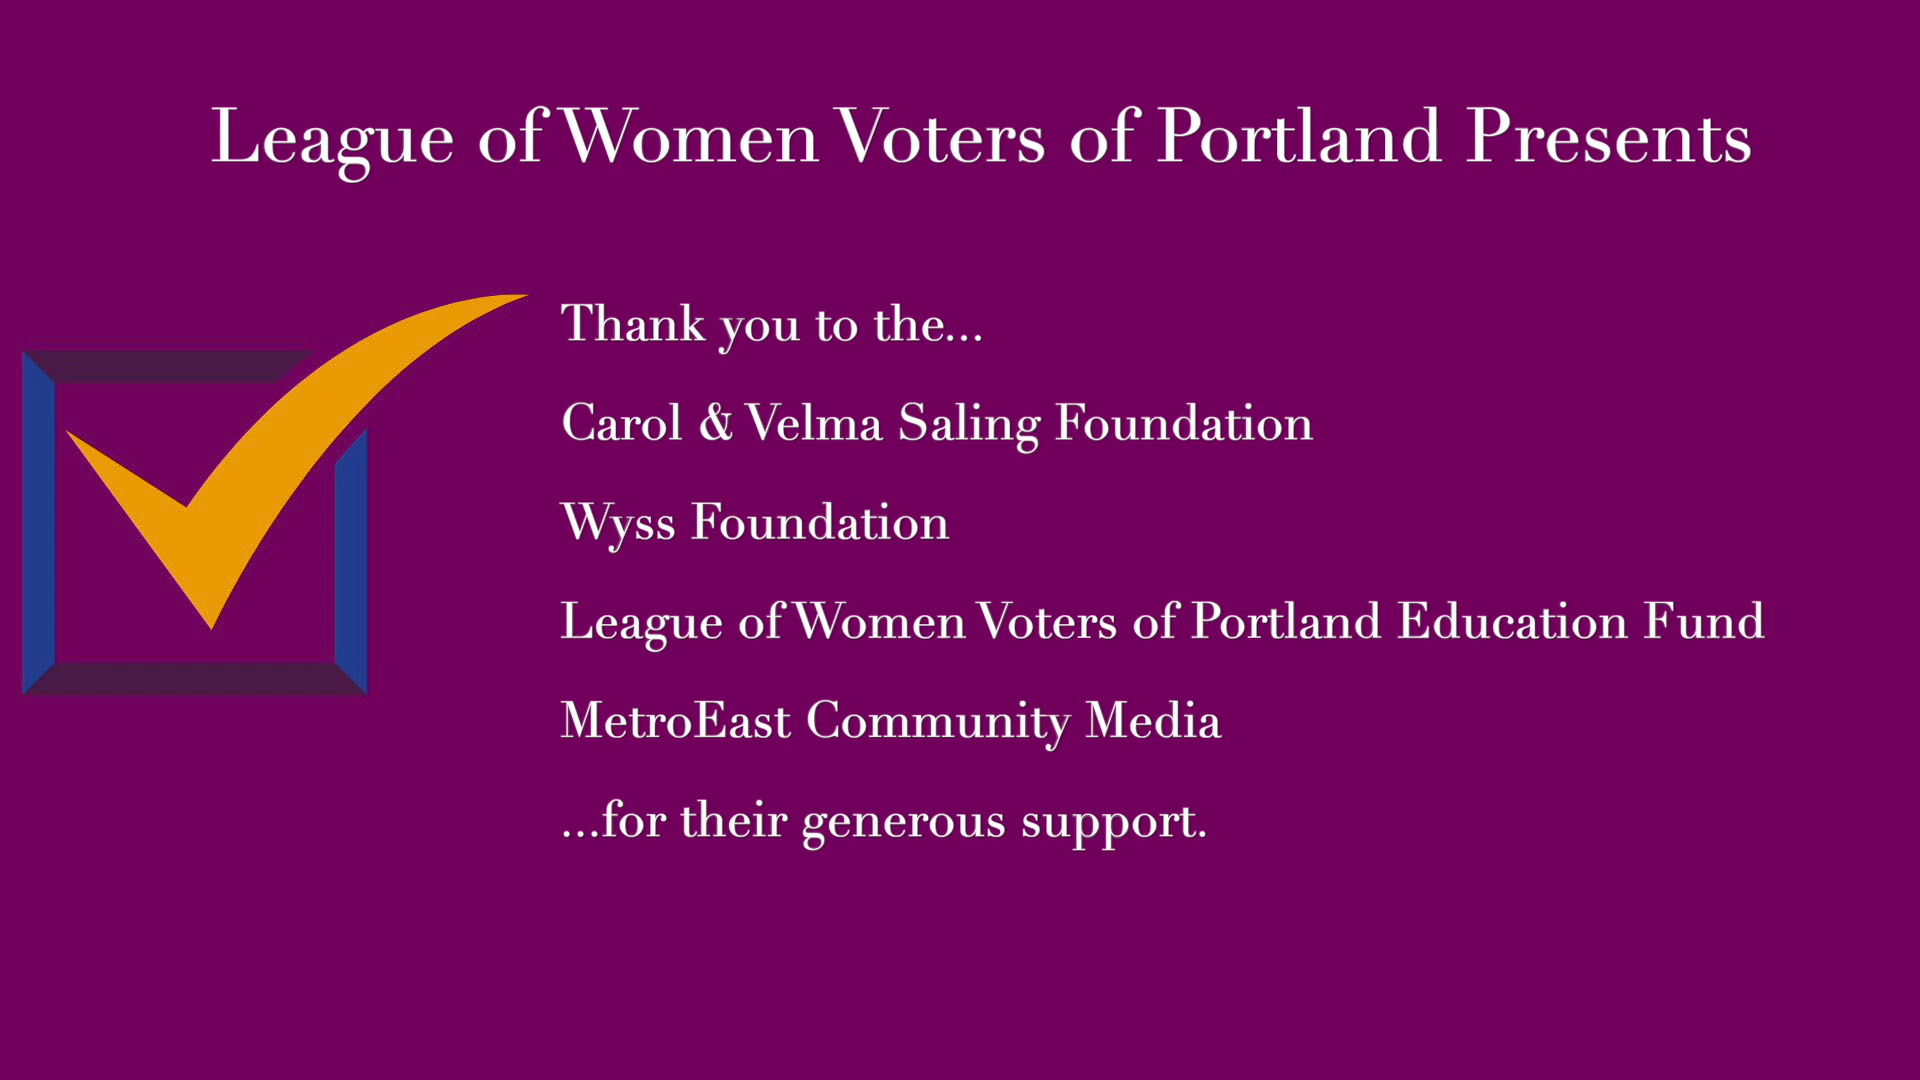 League of Women Voters of Portland Presents
Thank you to the...
Carol & Velma Saling Foundation
Wyss Foundation
League of Women Voters of Portland Education Fund
MetroEast Community Media
...for their generous support.